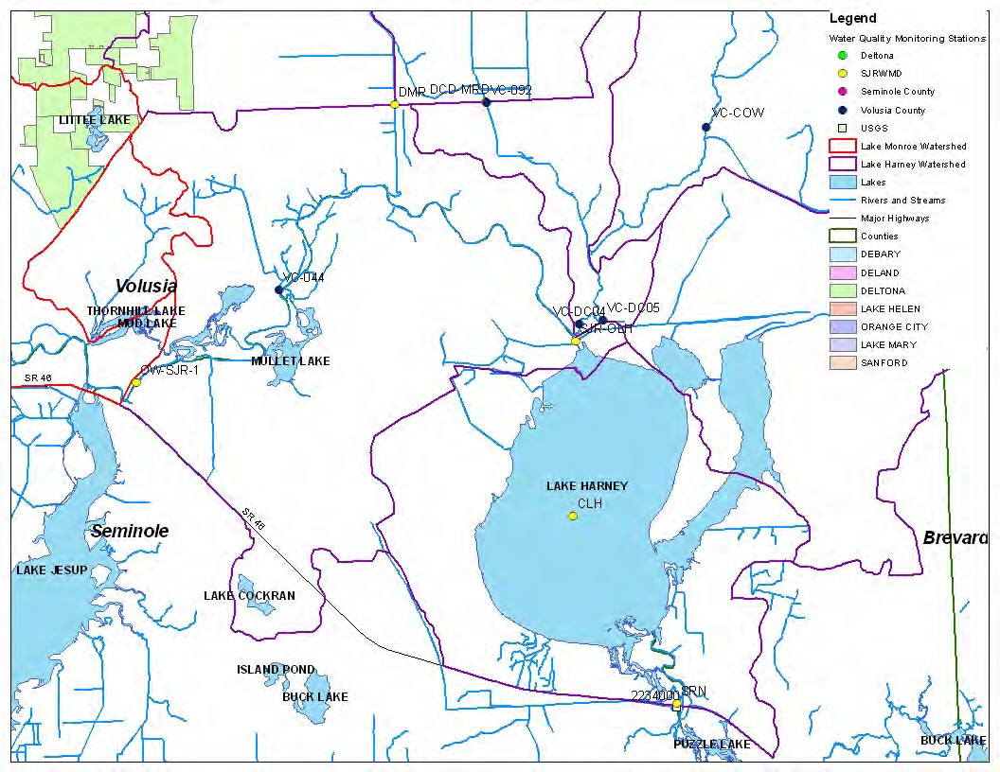 Legend
Water Quality Monitoring Stations
Deltona
SJRWMD
Seminole County
Volusia County
USGS
Lake Monroe Watershed
Lake Harney Watershed
Lakes
Rivers and Streams
Major Highways
Counties
DEBARY
DELAND
DELTONA
LAKE HELEN
ORANGE CITY
LAKE MARY
SANFORD
DMR DCD-MRD VC-092
VC-COW
LITTLE LAKE
VC-044
Volusia
THORNHILL LAKE
MUD LAKE
VC-DC04 VC-DC05
SJR-OLH
MULLET LAKE
OW-SJR-1
SR 46
LAKE HARNEY
CLH
SR 46
Seminole
Brevard
LAKE JESUP
LAKE COCKRAN
ISLAND POND
BUCK LAKE
2234000 SRN
PUZZLE LAKE
BUCK LAKE